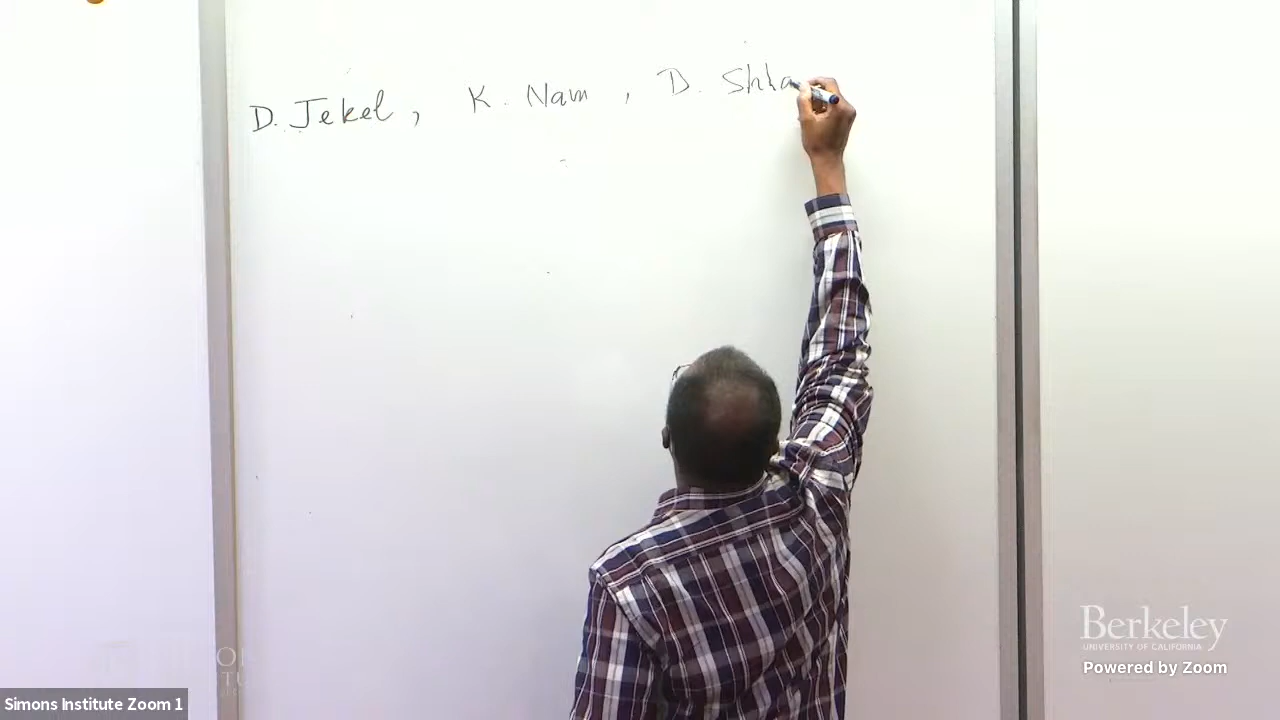 D. Jekel, K. Nam, D. Shla
Berkeley
UNIVERSITY OF CALIFORNIA
Powered by Zoom
Simons Institute Zoom 1